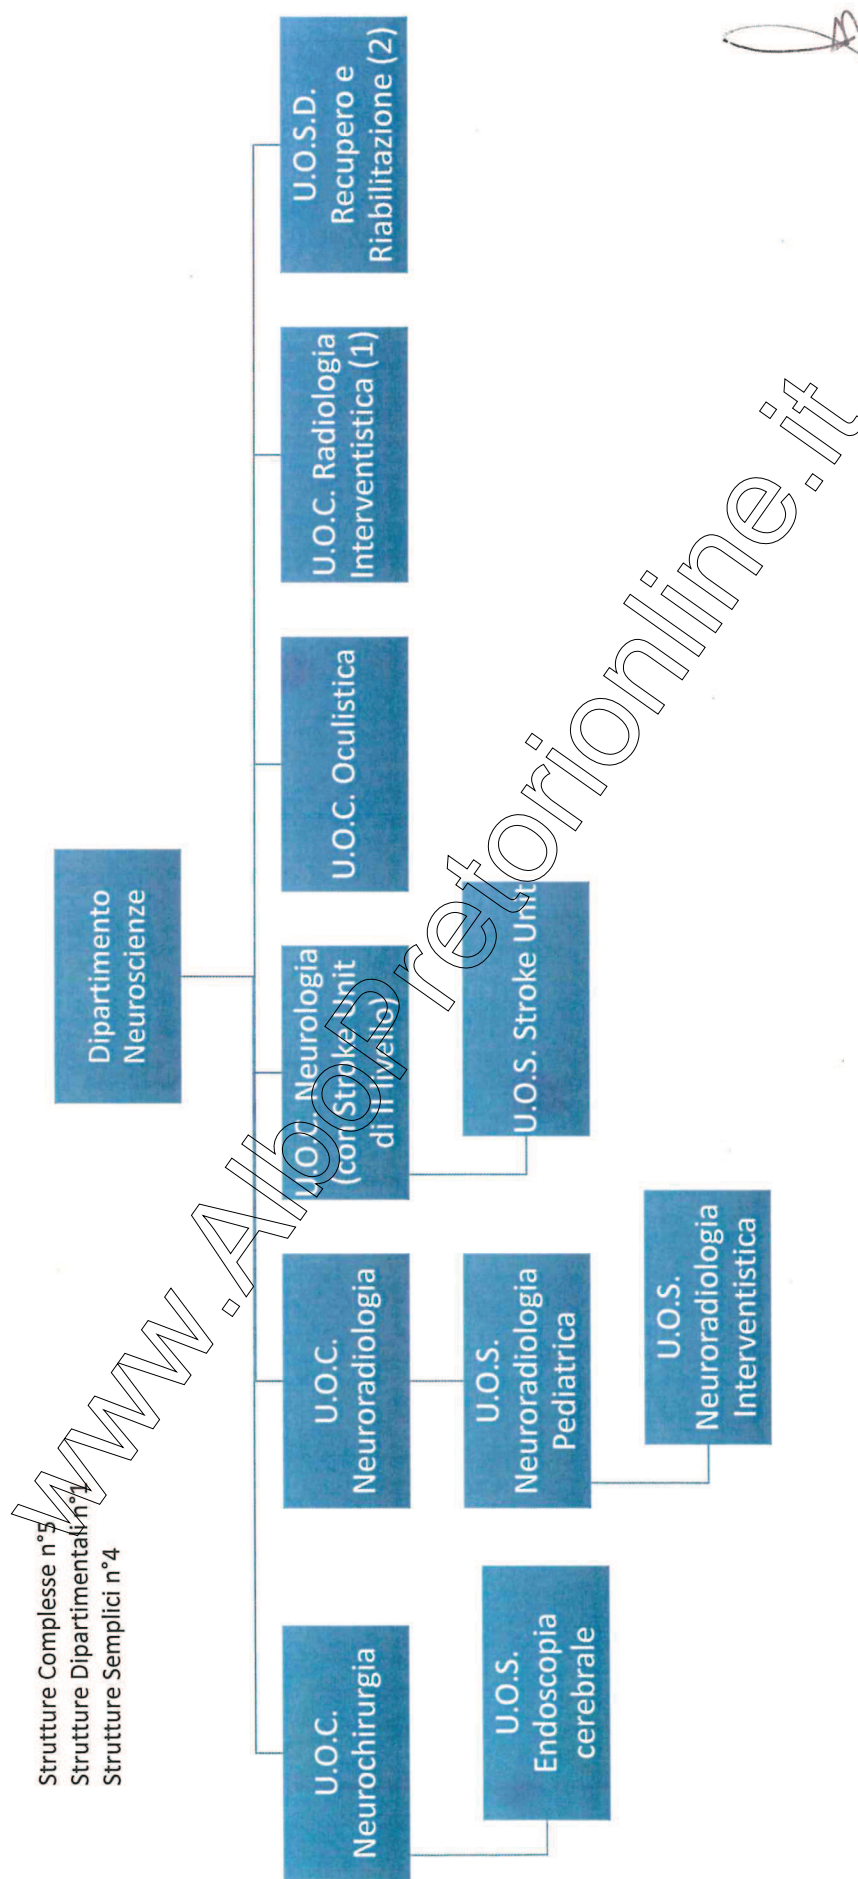 Strutture Complesse n°5
Strutture Dipartimentali n°1
Strutture Semplici n°4
Dipartimento
Neuroscienze
U.O.C.
Neurochirurgia
U.O.C.
Neuroradiologia
U.O.C. Neurologia
(con Stroke Unit
di II livello)
U.O.C. Oculistica
U.O.C. Radiologia
Interventistica (1)
U.O.S.D.
Recupero e
Riabilitazione (2)
U.O.S.
Endoscopia
cerebrale
U.O.S.
Neuroradiologia
Pediatrica
U.O.S. Stroke Unit
U.O.S.
Neuroradiologia
Interventistica
www.AlboPretorionline.it